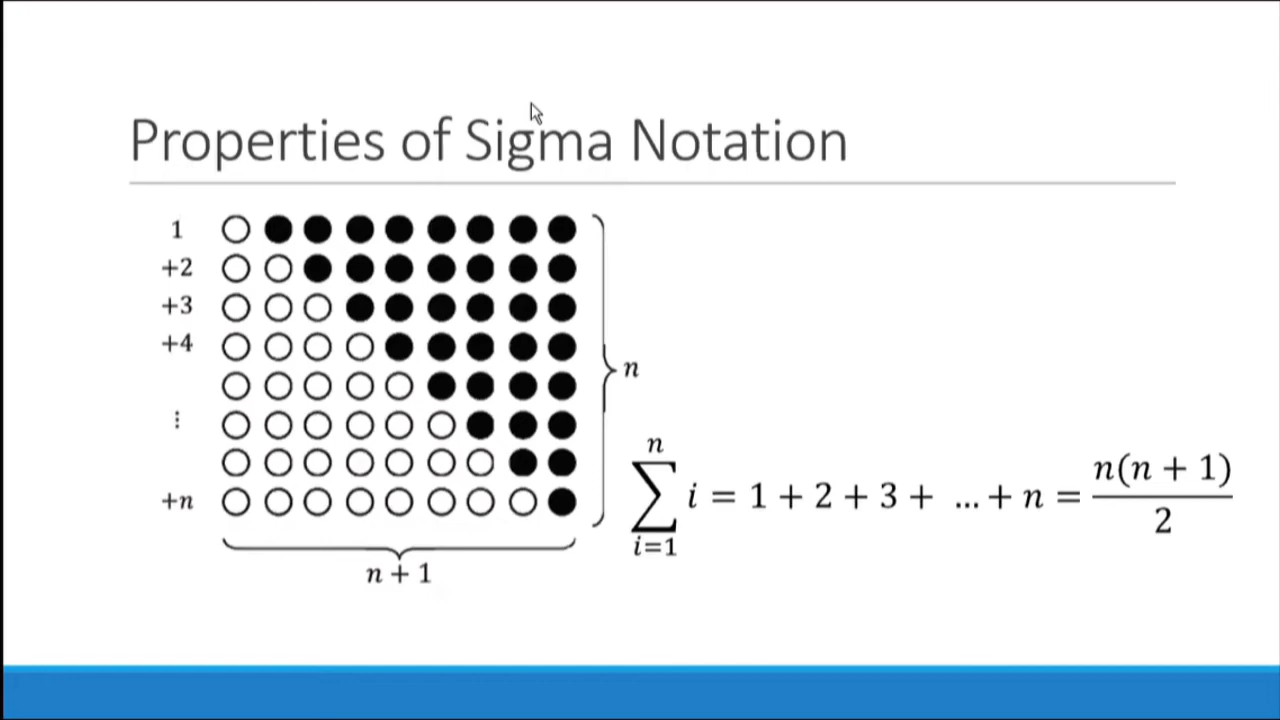 Properties of Sigma Notation
1
+2
+3
+4
⋮
+n
n
n + 1
n
∑ i = 1 + 2 + 3 + … + n = n(n + 1)
i=1
2